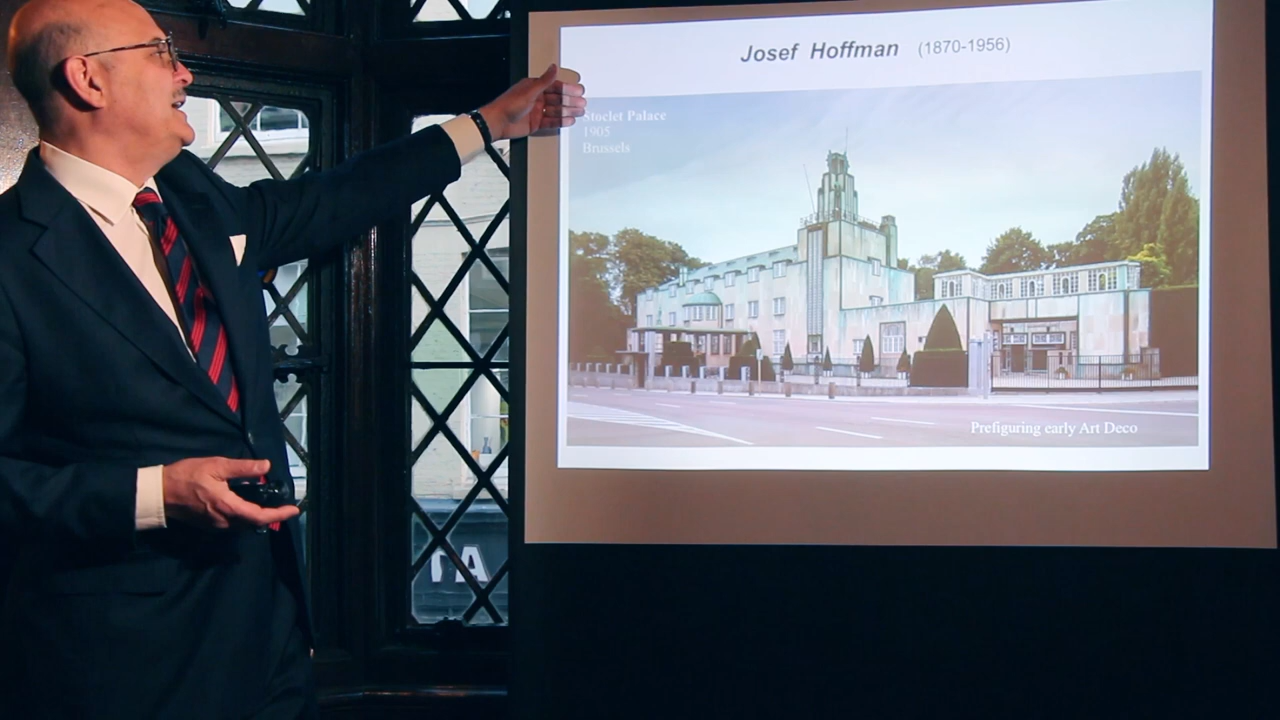 Josef Hoffman (1870-1956)
Stoclet Palace
1905
Brussels
Prefiguring early Art Deco